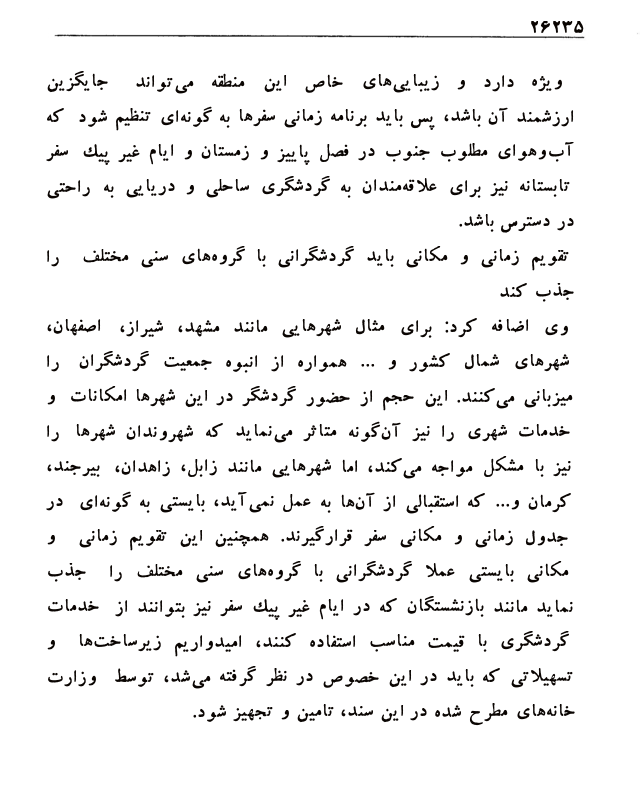 ۲۶۲۳۵
ویژه دارد و زیبایی‌های خاص این منطقه می‌تواند جایگزین
ارزشمند آن باشد، پس باید برنامه زمانی سفرها به گونه‌ای تنظیم شود که
آب‌وهوای مطلوب جنوب در فصل پاییز و زمستان و ایام غیر پیك سفر
تابستانه نیز برای علاقه‌مندان به گردشگری ساحلی و دریایی به راحتی
در دسترس باشد.
تقویم زمانی و مکانی باید گردشگرانی با گروه‌های سنی مختلف را
جذب کند
وی اضافه کرد: برای مثال شهرهایی مانند مشهد، شیراز، اصفهان،
شهرهای شمال کشور و ... همواره از انبوه جمعیت گردشگران را
میزبانی می‌کنند. این حجم از حضور گردشگر در این شهرها امکانات و
خدمات شهری را نیز آن‌گونه متاثر می‌نماید که شهروندان شهرها را
نیز با مشکل مواجه می‌کند، اما شهرهایی مانند زابل، زاهدان، بیرجند،
کرمان و... که استقبالی از آن‌ها به عمل نمی‌آید، بایستی به گونه‌ای در
جدول زمانی و مکانی سفر قرارگیرند. همچنین این تقویم زمانی و
مکانی بایستی عملا گردشگرانی با گروه‌های سنی مختلف را جذب
نماید مانند بازنشستگان که در ایام غیر پیك سفر نیز بتوانند از خدمات
گردشگری با قیمت مناسب استفاده کنند، امیدواریم زیرساخت‌ها و
تسهیلاتی که باید در این خصوص در نظر گرفته می‌شد، توسط وزارت
خانه‌های مطرح شده در این سند، تامین و تجهیز شود.